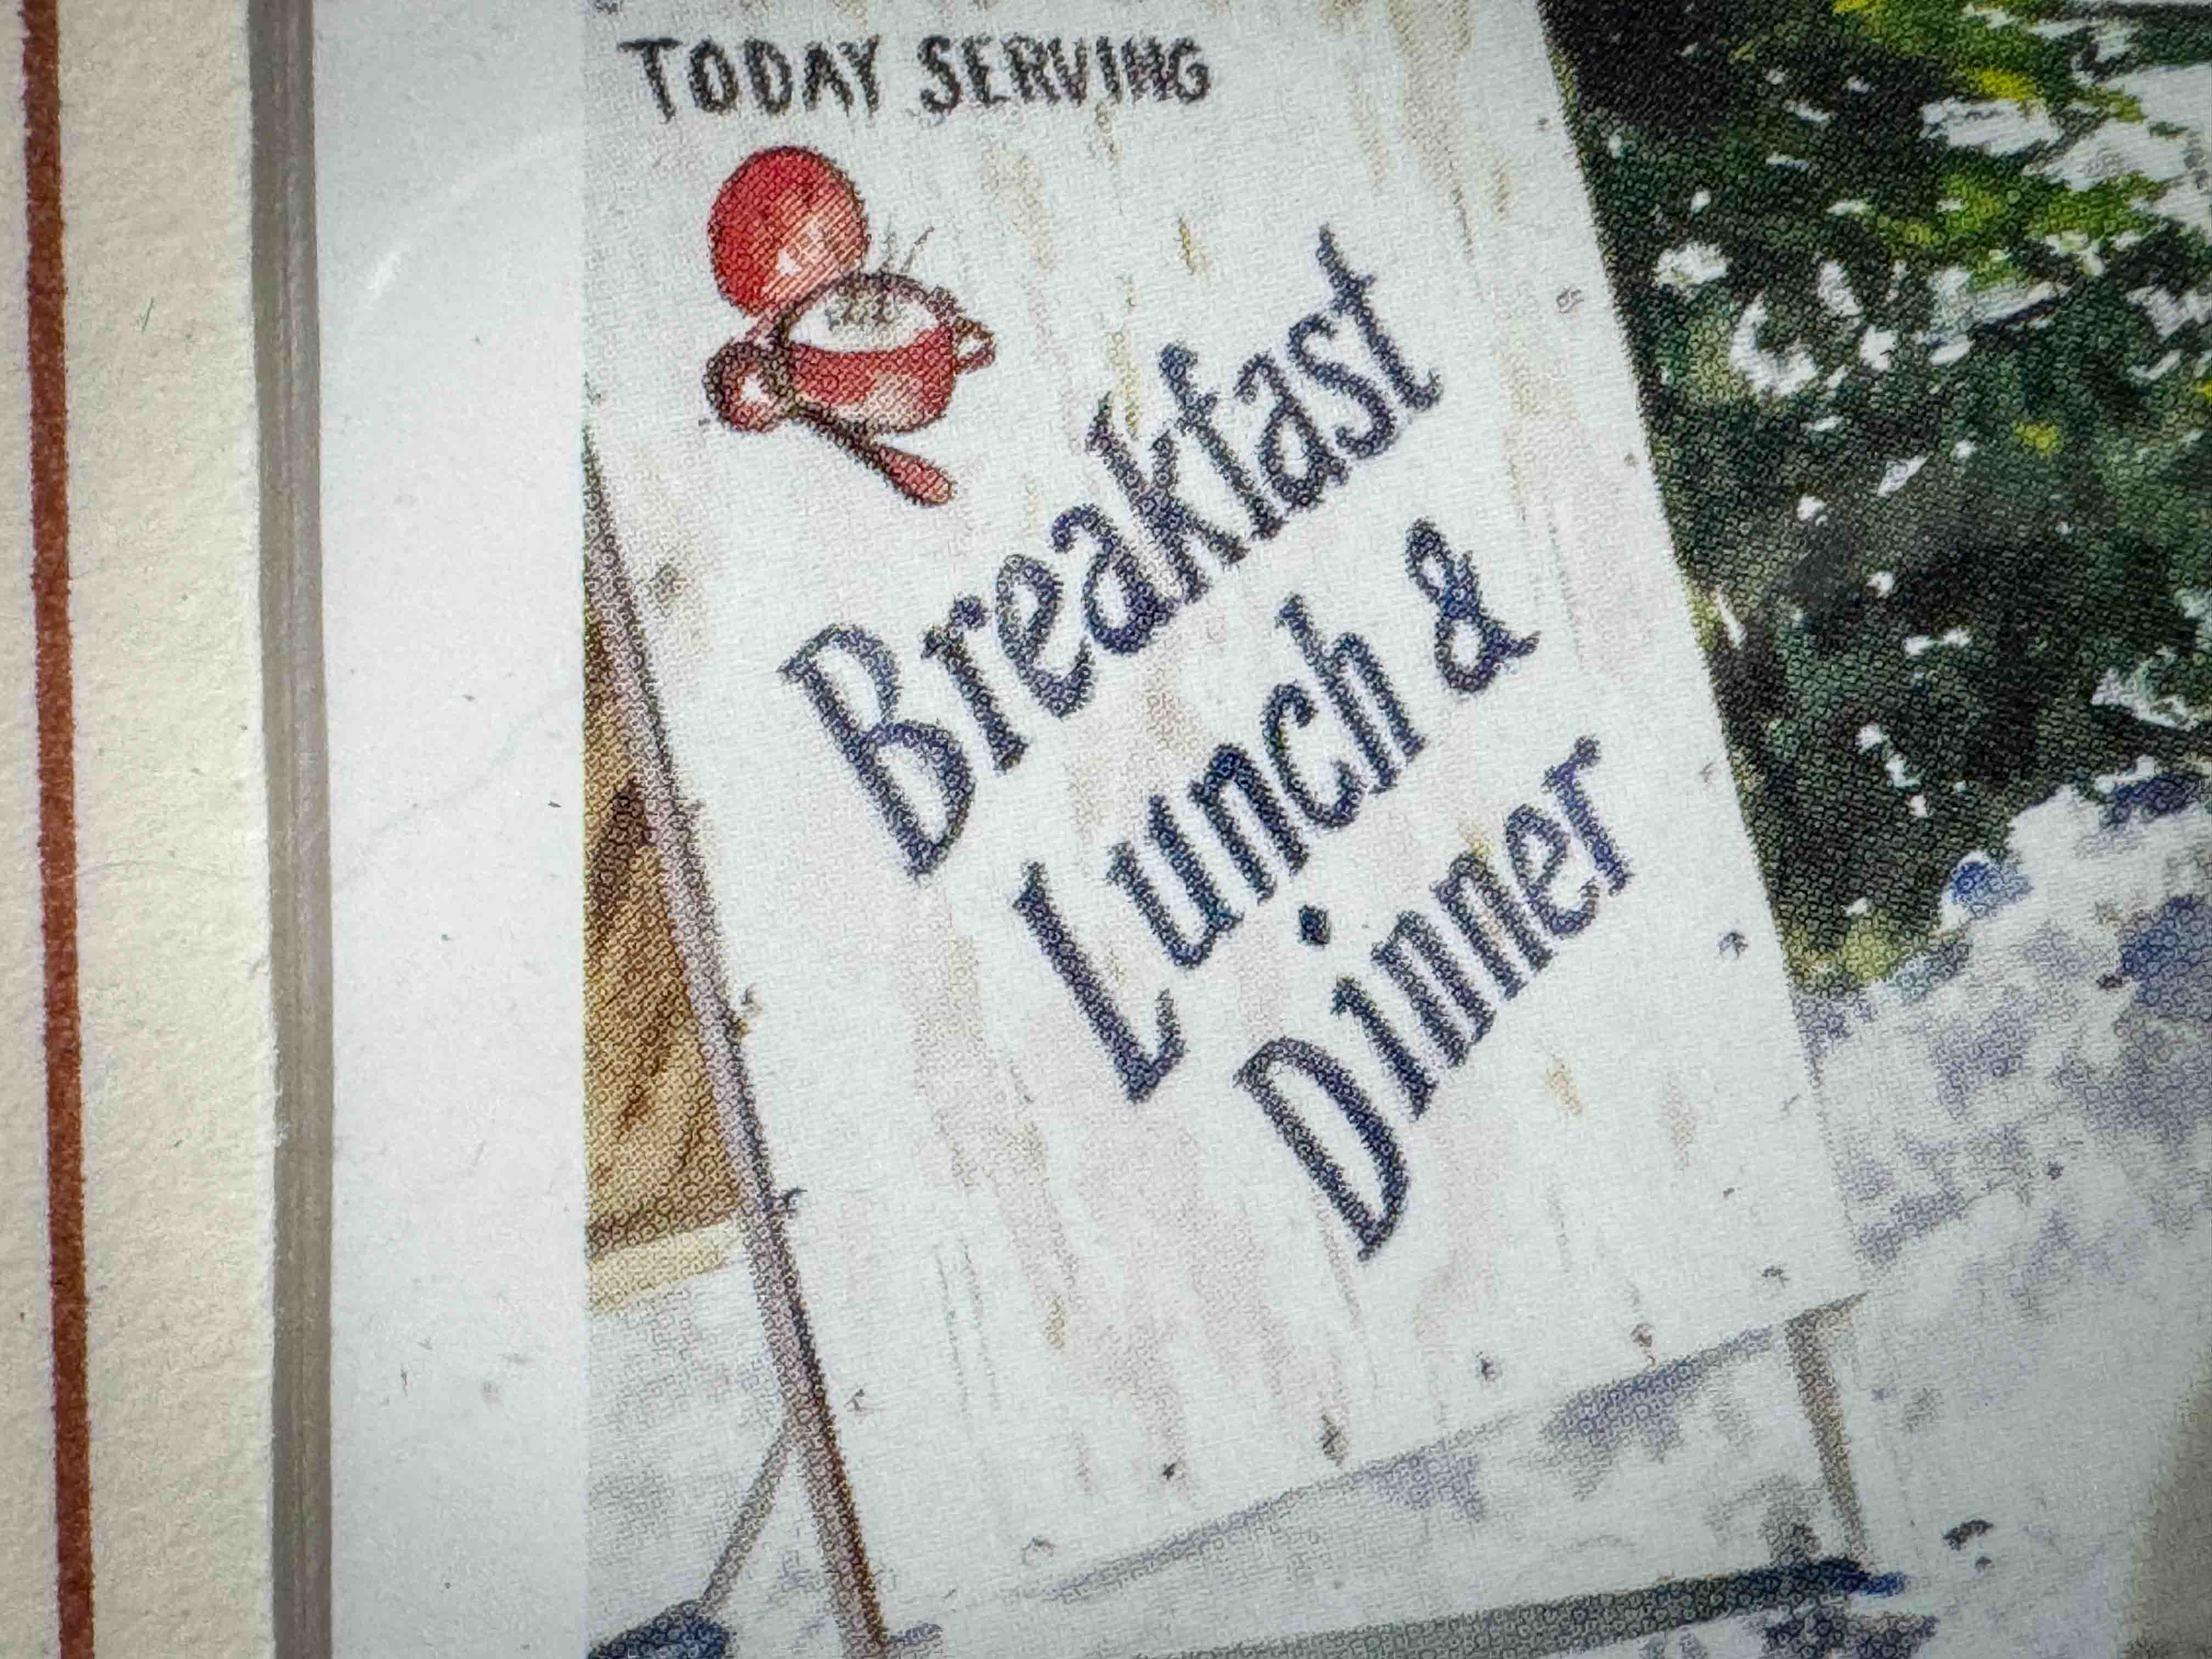 TODAY SERVING
Breakfast
Lunch &
Dinner